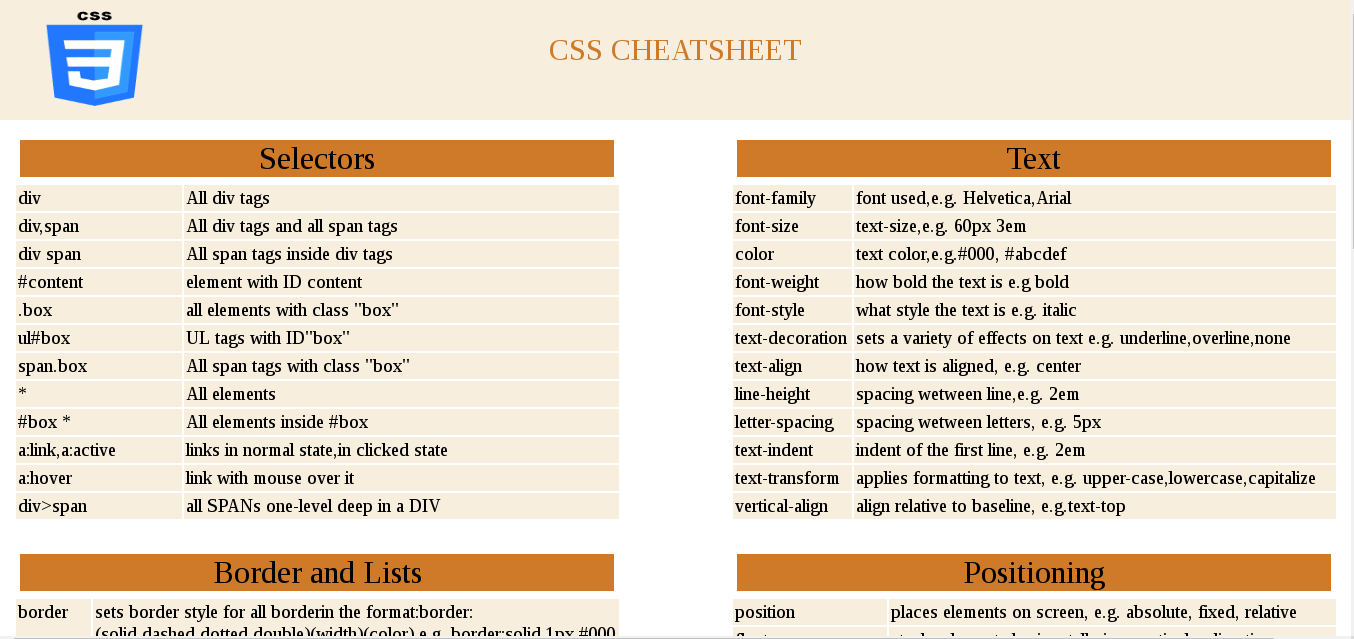 CSS
CSS CHEATSHEET
Selectors
div All div tags
div,span All div tags and all span tags
div span All span tags inside div tags
#content element with ID content
.box all elements with class "box"
ul#box UL tags with ID"box"
span.box All span tags with class "box"
* All elements
#box * All elements inside #box
a:link,a:active links in normal state,in clicked state
a:hover link with mouse over it
div>span all SPANs one-level deep in a DIV
Text
font-family font used,e.g. Helvetica,Arial
font-size text-size,e.g. 60px 3em
color text color,e.g.#000, #abcdef
font-weight how bold the text is e.g bold
font-style what style the text is e.g. italic
text-decoration sets a variety of effects on text e.g. underline,overline,none
text-align how text is aligned, e.g. center
line-height spacing wetween line,e.g. 2em
letter-spacing spacing wetween letters, e.g. 5px
text-indent indent of the first line, e.g. 2em
text-transform applies formatting to text, e.g. upper-case,lowercase,capitalize
vertical-align align relative to baseline, e.g.text-top
Border and Lists
border sets border style for all borderin the format:border:
(solid,dashed,dotted,double)(width)(color) e.g. border:solid 1px #000
Positioning
position places elements on screen, e.g. absolute, fixed, relative